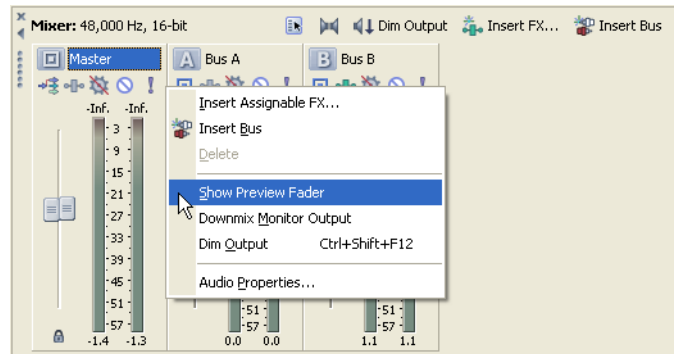 Mixer: 48,000 Hz, 16-bit
Dim Output
Insert FX...
Insert Bus
Master
A Bus A
B Bus B
-Inf. -Inf.
3
9
15
21
27
33
39
45
51
57
-1.4 -1.3
Insert Assignable FX...
Insert Bus
Delete
Show Preview Fader
Downmix Monitor Output
Dim Output Ctrl+Shift+F12
Audio Properties...
51
57
0.0 0.0
51
57
1.1 1.1